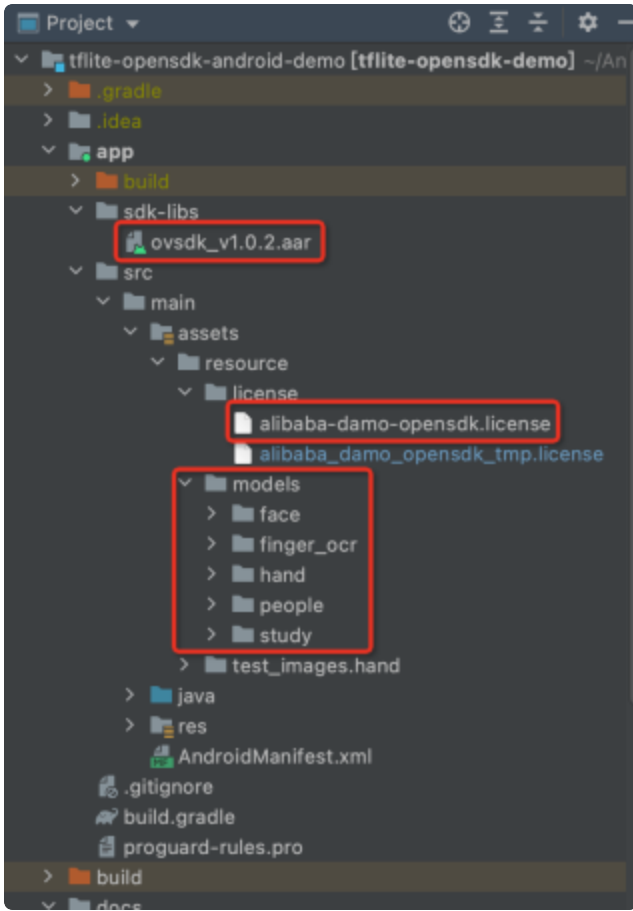 Project
tflite-opensdk-android-demo [tflite-opensdk-demo] ~/An
.gradle
.idea
app
build
sdk-libs
ovsdk_v1.0.2.aar
src
main
assets
resource
license
alibaba-damo-opensdk.license
alibaba_damo_opensdk_tmp.license
models
face
finger_ocr
hand
people
study
test_images.hand
java
res
MF
AndroidManifest.xml
.gitignore
build.gradle
proguard-rules.pro
build
docs